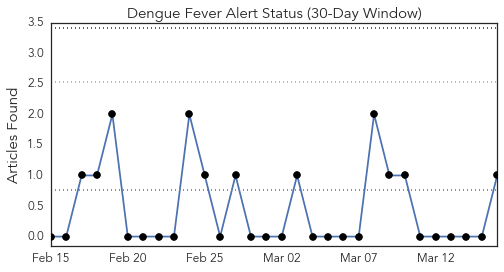 Dengue Fever Alert Status (30-Day Window)
Articles Found
3.5
3.0
2.5
2.0
1.5
1.0
0.5
0.0
Feb 15
Feb 20
Feb 25
Mar 02
Mar 07
Mar 12